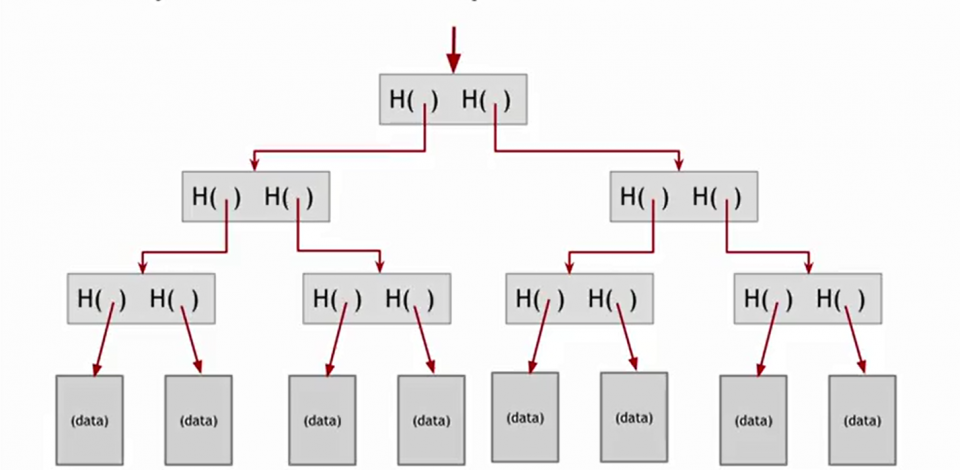 H( ) H( )
H( ) H( ) H( ) H( )
H( ) H( ) H( ) H( ) H( ) H( ) H( ) H( )
(data) (data) (data) (data) (data) (data) (data) (data)